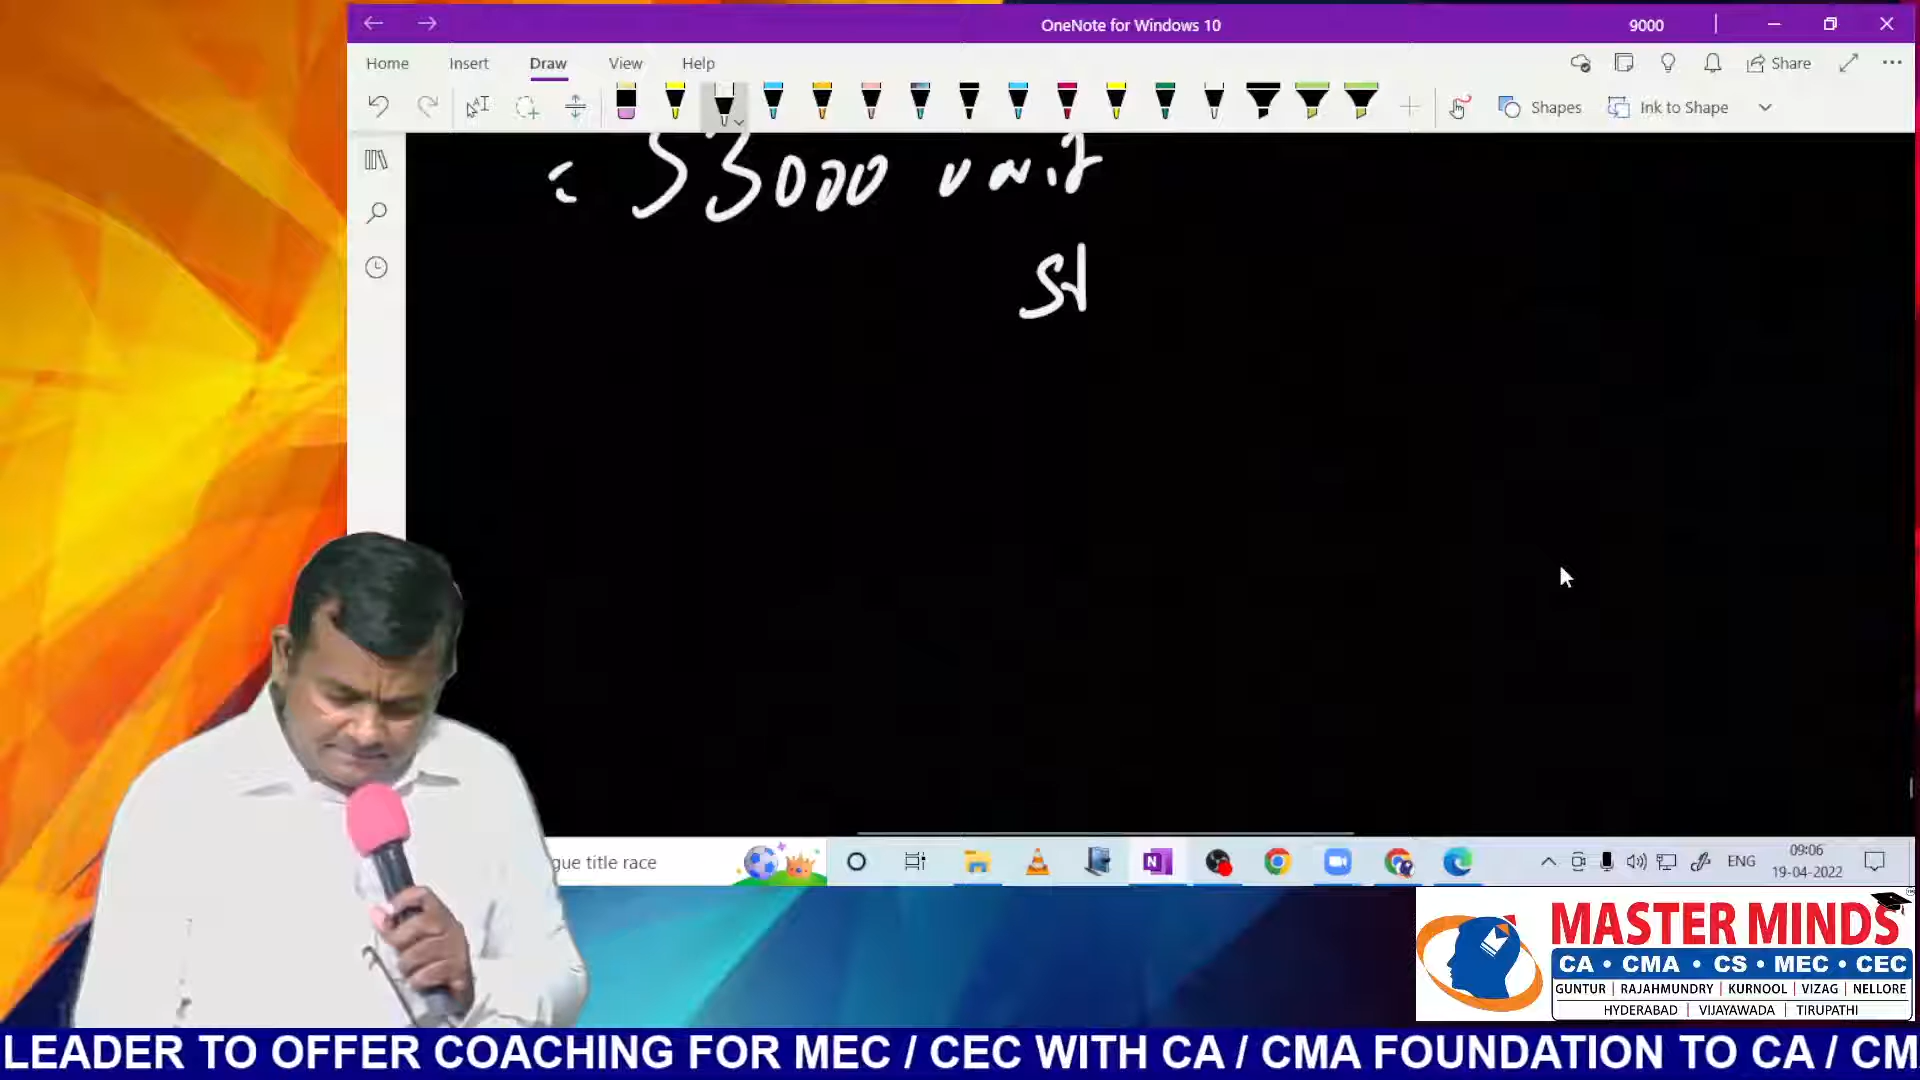 OneNote for Windows 10
9000
Home Insert Draw View Help
Share
Shapes
Ink to Shape
= 53000 unit
gue title race
ENG
09:06
19-04-2022
MASTER MINDS
CA • CMA • CS • MEC • CEC
GUNTUR | RAJAHMUNDRY | KURNOOL | VIZAG | NELLORE
HYDERABAD | VIJAYAWADA | TIRUPATHI
LEADER TO OFFER COACHING FOR MEC / CEC WITH CA / CMA FOUNDATION TO CA / CM